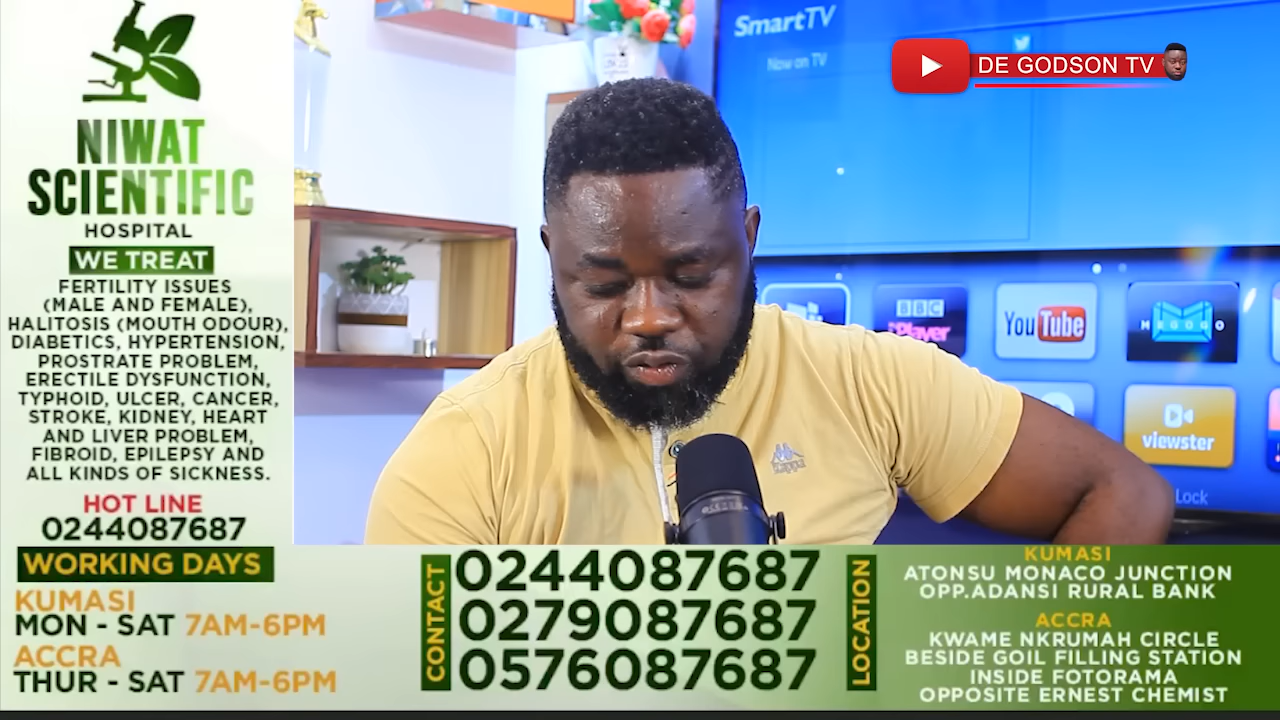 NIWAT
SCIENTIFIC
HOSPITAL
WE TREAT
FERTILITY ISSUES
(MALE AND FEMALE),
HALITOSIS (MOUTH ODOUR),
DIABETICS, HYPERTENSION,
PROSTRATE PROBLEM,
ERECTILE DYSFUNCTION,
TYPHOID, ULCER, CANCER,
STROKE, KIDNEY, HEART
AND LIVER PROBLEM,
FIBROID, EPILEPSY AND
ALL KINDS OF SICKNESS.
HOT LINE
0244087687
WORKING DAYS
KUMASI
MON - SAT 7AM-6PM
ACCRA
THUR - SAT 7AM-6PM
SmartTV
Now on TV
DE GODSON TV
BBC
iPlayer
YouTube
MEGOGO
viewster
Lock
Kappa
CONTACT
0244087687
0279087687
0576087687
LOCATION
KUMASI
ATONSU MONACO JUNCTION
OPP.ADANSI RURAL BANK
ACCRA
KWAME NKRUMAH CIRCLE
BESIDE GOIL FILLING STATION
INSIDE FOTORAMA
OPPOSITE ERNEST CHEMIST